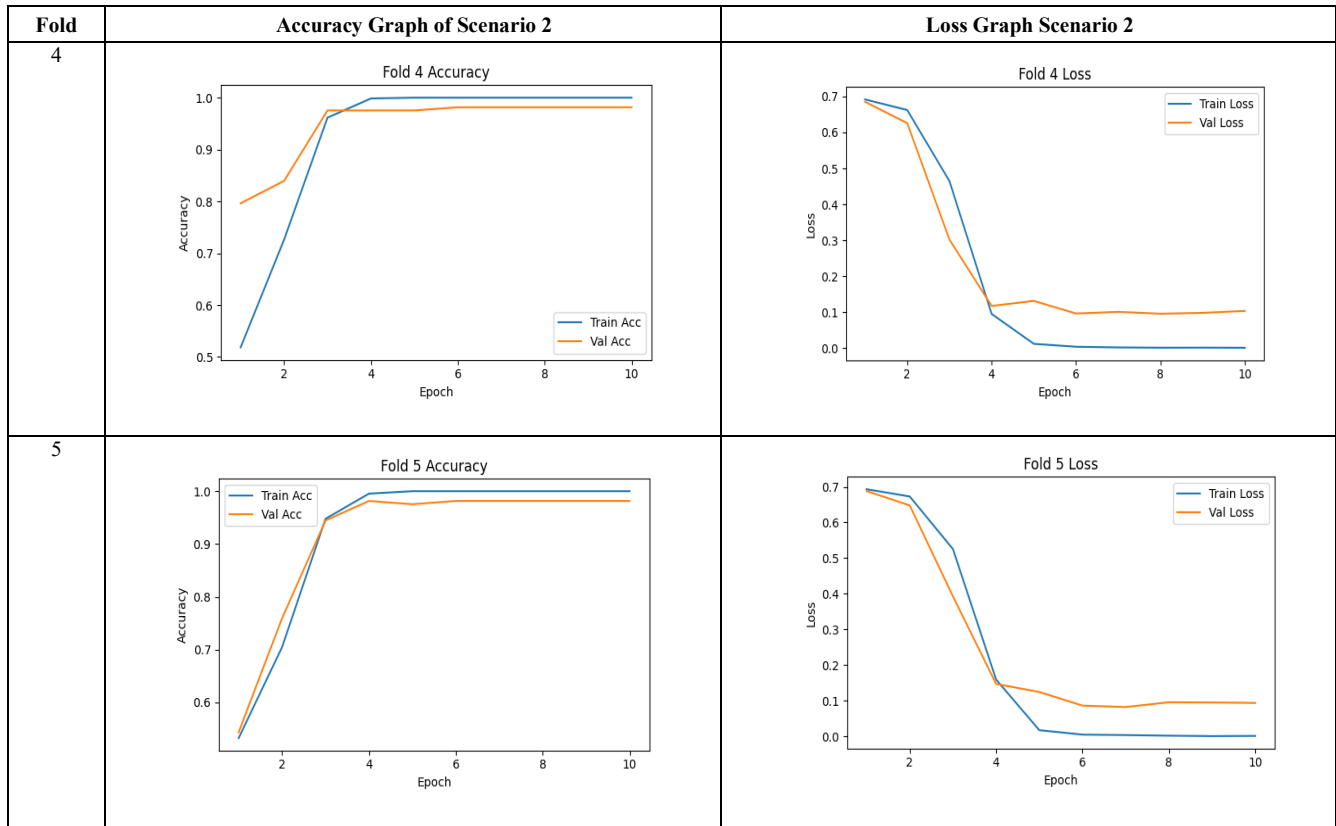 Fold Accuracy Graph of Scenario 2 Loss Graph Scenario 2
4
Fold 4 Accuracy
1.0
0.9
0.8
0.7
0.6
0.5
Accuracy
Train Acc
Val Acc
2 4 6 8 10
Epoch
Fold 4 Loss
0.7
0.6
0.5
0.4
0.3
0.2
0.1
0.0
Loss
Train Loss
Val Loss
2 4 6 8 10
Epoch
5
Fold 5 Accuracy
1.0
0.9
0.8
0.7
0.6
Accuracy
Train Acc
Val Acc
2 4 6 8 10
Epoch
Fold 5 Loss
0.7
0.6
0.5
0.4
0.3
0.2
0.1
0.0
Loss
Train Loss
Val Loss
2 4 6 8 10
Epoch